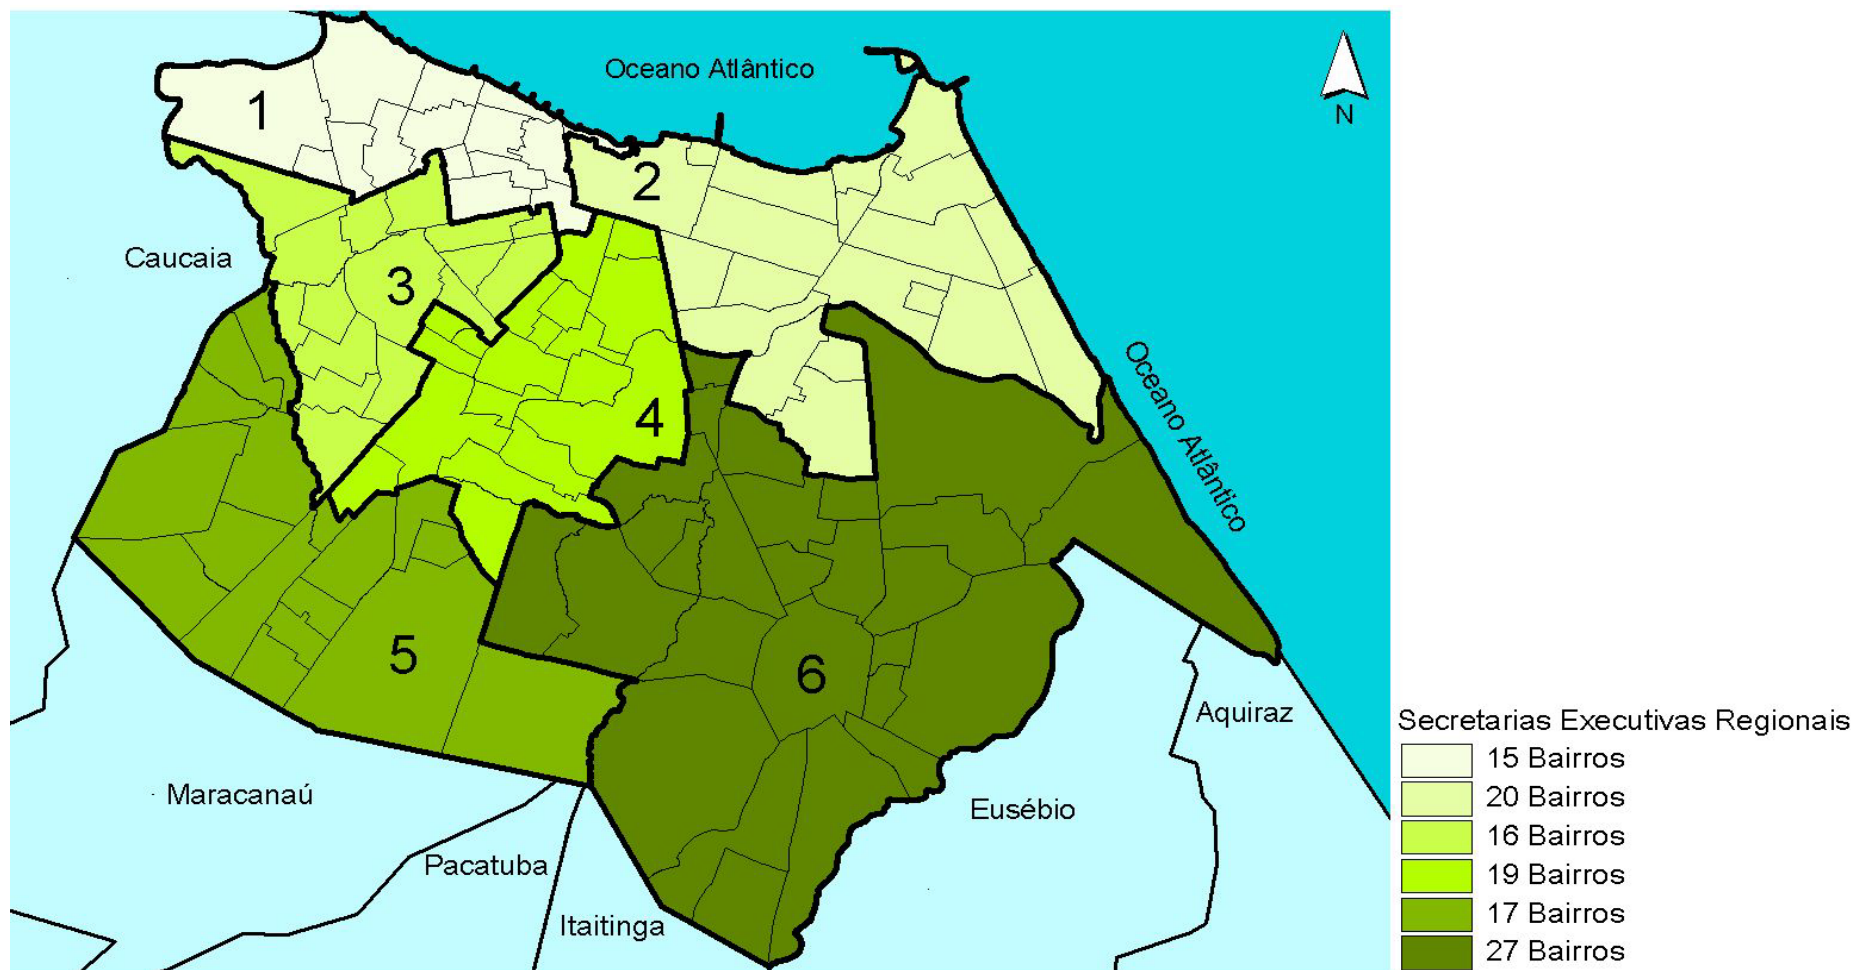 Oceano Atlântico
N
1
2
Caucaia
3
Oceano Atlântico
4
5
6
Aquiraz
Maracanaú
Eusébio
Pacatuba
Itaitinga
Secretarias Executivas Regionais
15 Bairros
20 Bairros
16 Bairros
19 Bairros
17 Bairros
27 Bairros